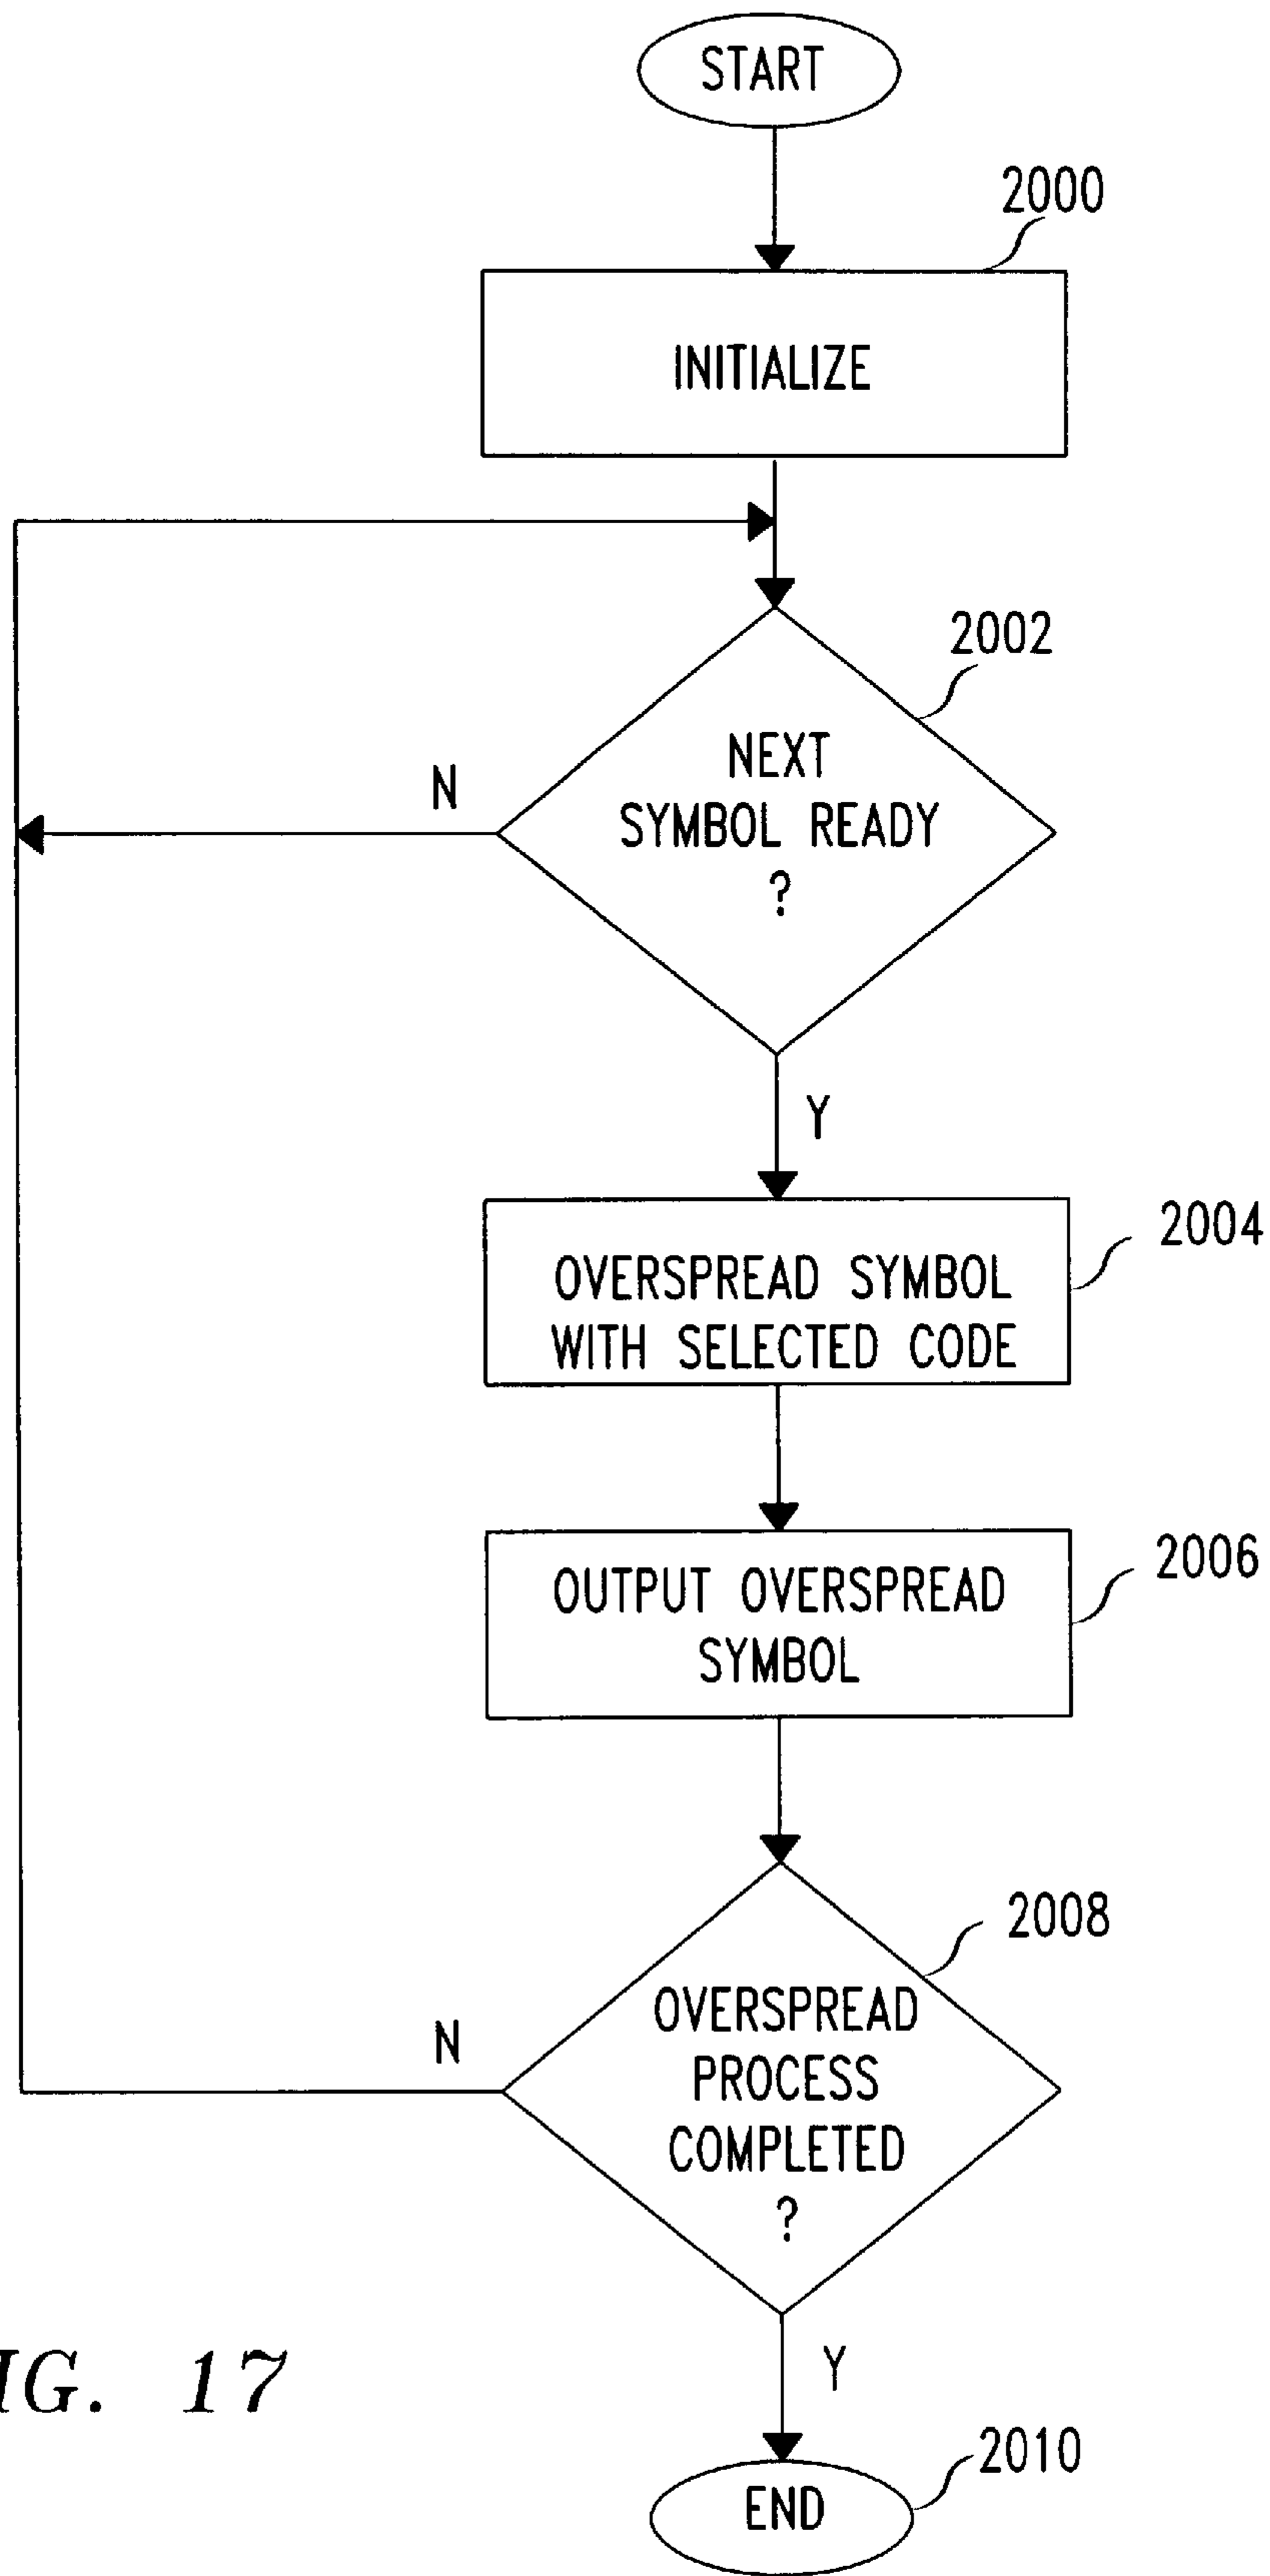 START
2000
INITIALIZE
2002
NEXT
SYMBOL READY
?
N
Y
2004
OVERSPREAD SYMBOL
WITH SELECTED CODE
2006
OUTPUT OVERSPREAD
SYMBOL
2008
OVERSPREAD
PROCESS
COMPLETED
?
N
Y
IG. 17
2010
END